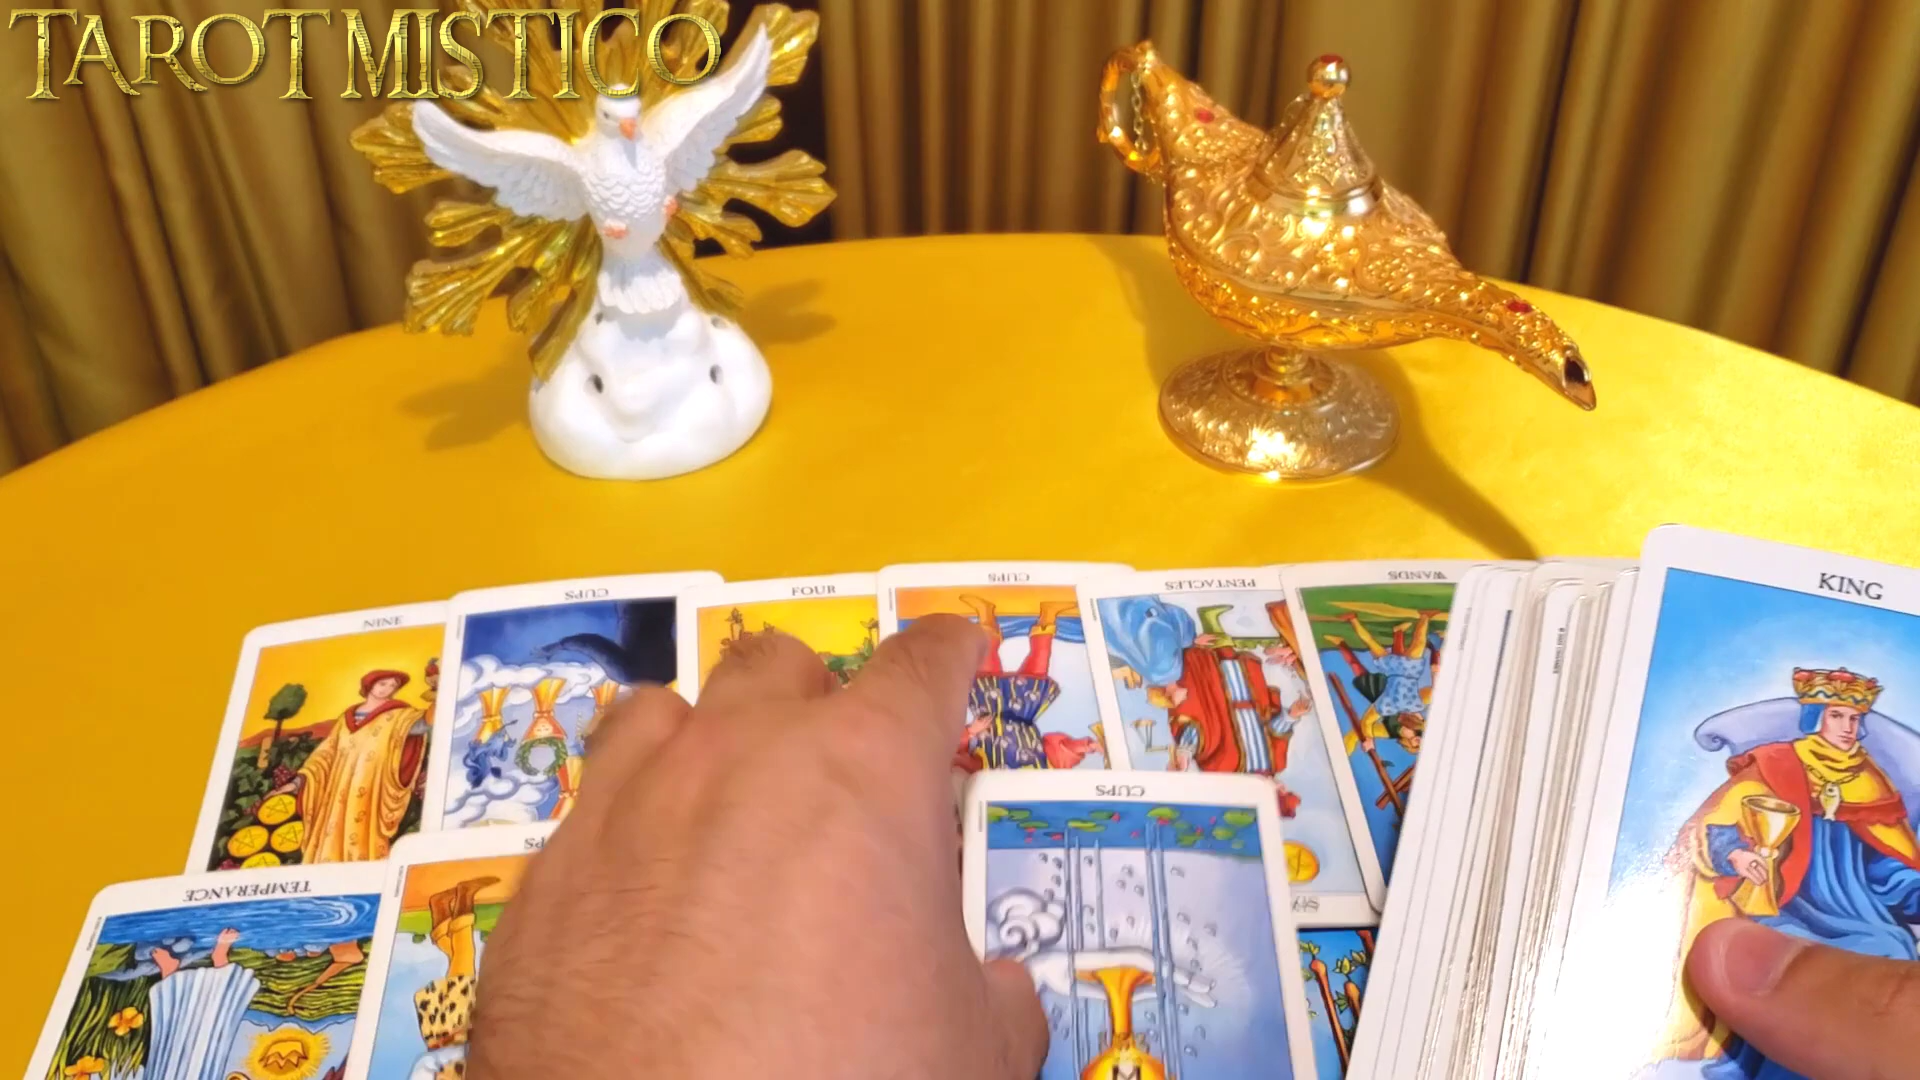 TAROT MISTICO
NINE
CUPS
FOUR
CUPS
PENTACLES
WANDS
KING
CUPS
TEMPERANCE